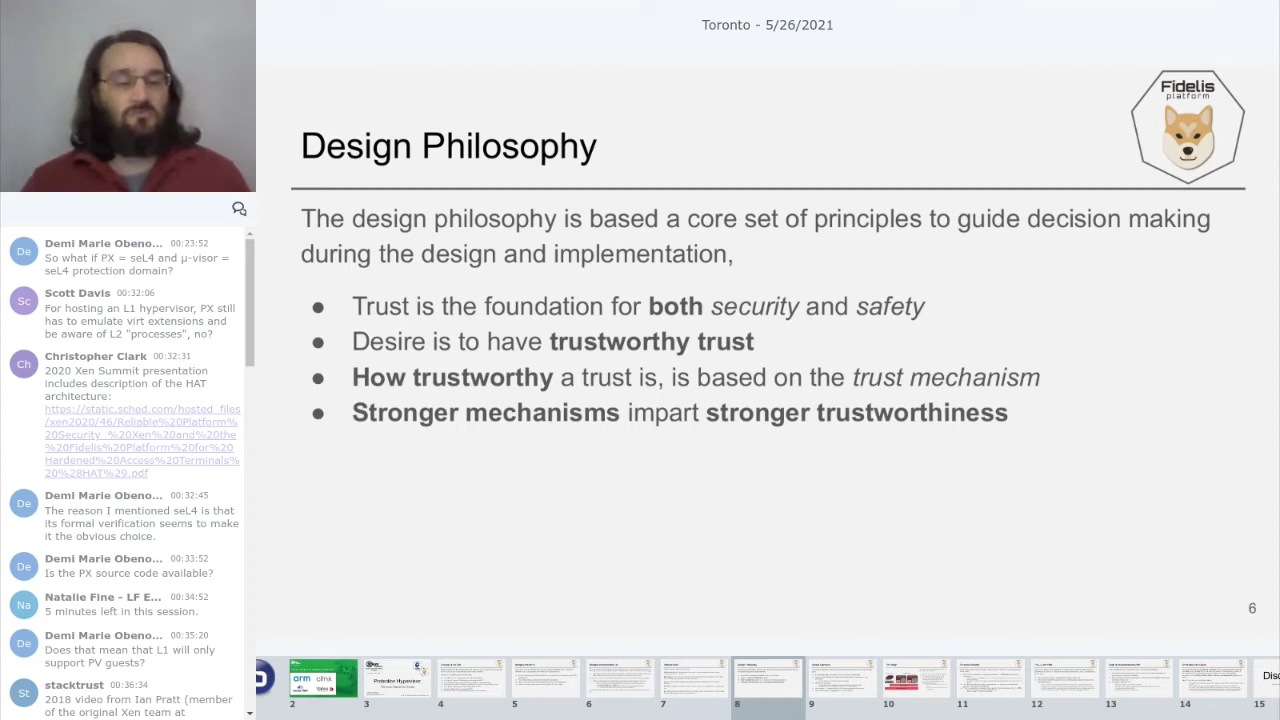 Toronto - 5/26/2021
Fidelis
platform
Design Philosophy
The design philosophy is based a core set of principles to guide decision making
during the design and implementation,
● Trust is the foundation for both security and safety
● Desire is to have trustworthy trust
● How trustworthy a trust is, is based on the trust mechanism
● Stronger mechanisms impart stronger trustworthiness
6
De
Demi Marie Obeno... 00:23:52
So what if PX = seL4 and μ-visor =
seL4 protection domain?
Sc
Scott Davis 00:32:06
For hosting an L1 hypervisor, PX still
has to emulate virt extensions and
be aware of L2 "processes", no?
Ch
Christopher Clark 00:32:31
2020 Xen Summit presentation
includes description of the HAT
architecture:
https://static.sched.com/hosted_files
/xen2020/46/Reliable%20Platform%
20Security_%20Xen%20and%20the
%20Fidelis%20Platform%20for%20
Hardened%20Access%20Terminals%
20%28HAT%29.pdf
De
Demi Marie Obeno... 00:32:45
The reason I mentioned seL4 is that
its formal verification seems to make
it the obvious choice.
De
Demi Marie Obeno... 00:33:52
Is the PX source code available?
Na
Natalie Fine - LF E... 00:34:52
5 minutes left in this session.
De
Demi Marie Obeno... 00:35:20
Does that mean that L1 will only
support PV guests?
St
stacktrust 00:36:34
2018 video from Ian Pratt (member
of the original Xen team at
arm citrix
2 3 4 5 6 7 8 9 10 11 12 13 14 15